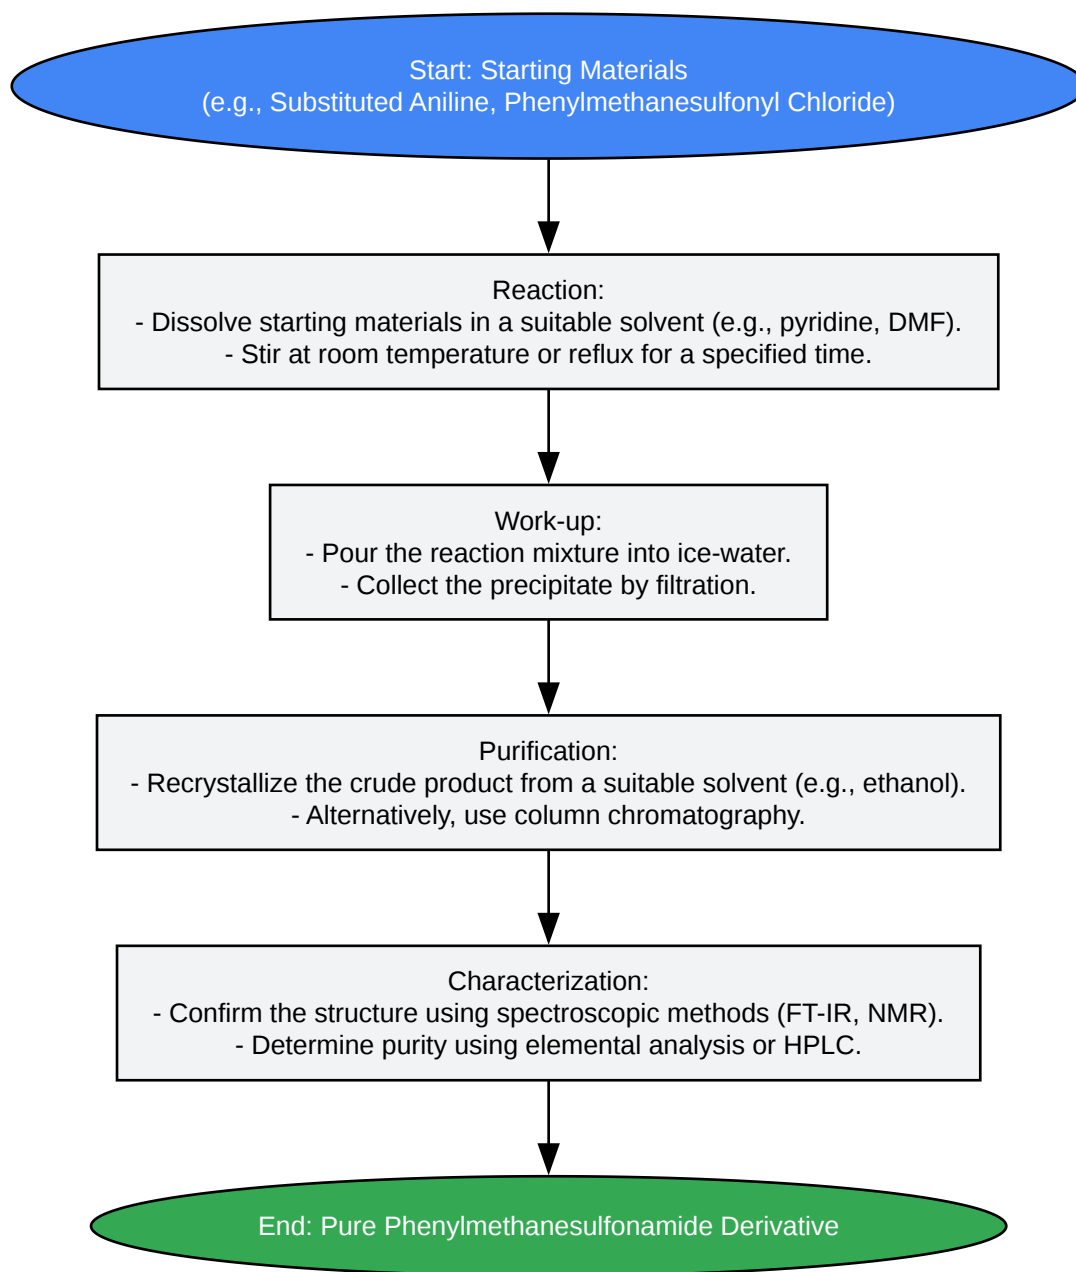 Start: Starting Materials
(e.g., Substituted Aniline, Phenylmethanesulfonyl Chloride)
Reaction:
- Dissolve starting materials in a suitable solvent (e.g., pyridine, DMF).
- Stir at room temperature or reflux for a specified time.
Work-up:
- Pour the reaction mixture into ice-water.
- Collect the precipitate by filtration.
Purification:
- Recrystallize the crude product from a suitable solvent (e.g., ethanol).
- Alternatively, use column chromatography.
Characterization:
- Confirm the structure using spectroscopic methods (FT-IR, NMR).
- Determine purity using elemental analysis or HPLC.
End: Pure Phenylmethanesulfonamide Derivative